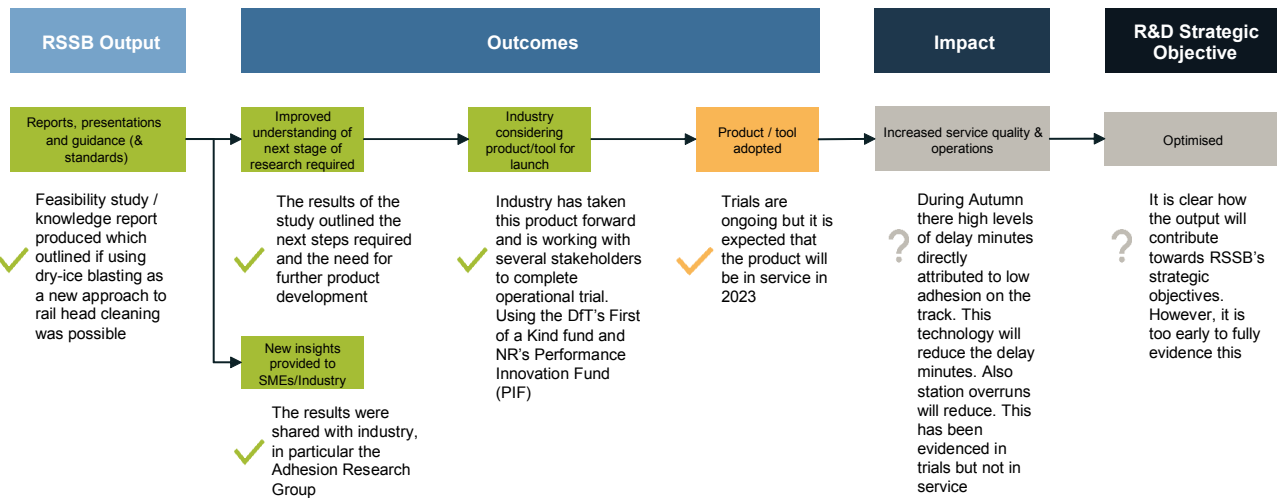 RSSB Output
Outcomes
Impact
R&D Strategic
Objective
Reports, presentations
and guidance (&
standards)
Improved
understanding of
next stage of
research required
Industry
considering
product/tool for
launch
Product / tool
adopted
Increased service quality &
operations
Optimised
Feasibility study /
knowledge report
produced which
outlined if using
dry-ice blasting as
a new approach to
rail head cleaning
was possible
The results of the
study outlined the
next steps required
and the need for
further product
development
Industry has taken
this product forward
and is working with
several stakeholders
to complete
operational trial.
Using the DfT's First
of a Kind fund and
NR's Performance
Innovation Fund
(PIF)
Trials are
ongoing but it is
expected that
the product will
be in service in
2023
During Autumn
there high levels
of delay minutes
directly
attributed to low
adhesion on the
track. This
technology will
reduce the delay
minutes. Also
station overruns
will reduce. This
has been
evidenced in
trials but not in
service
It is clear how
the output will
contribute
towards RSSB's
strategic
objectives.
However, it is
too early to fully
evidence this
New insights
provided to
SMEs/Industry
The results were
shared with industry,
in particular the
Adhesion Research
Group